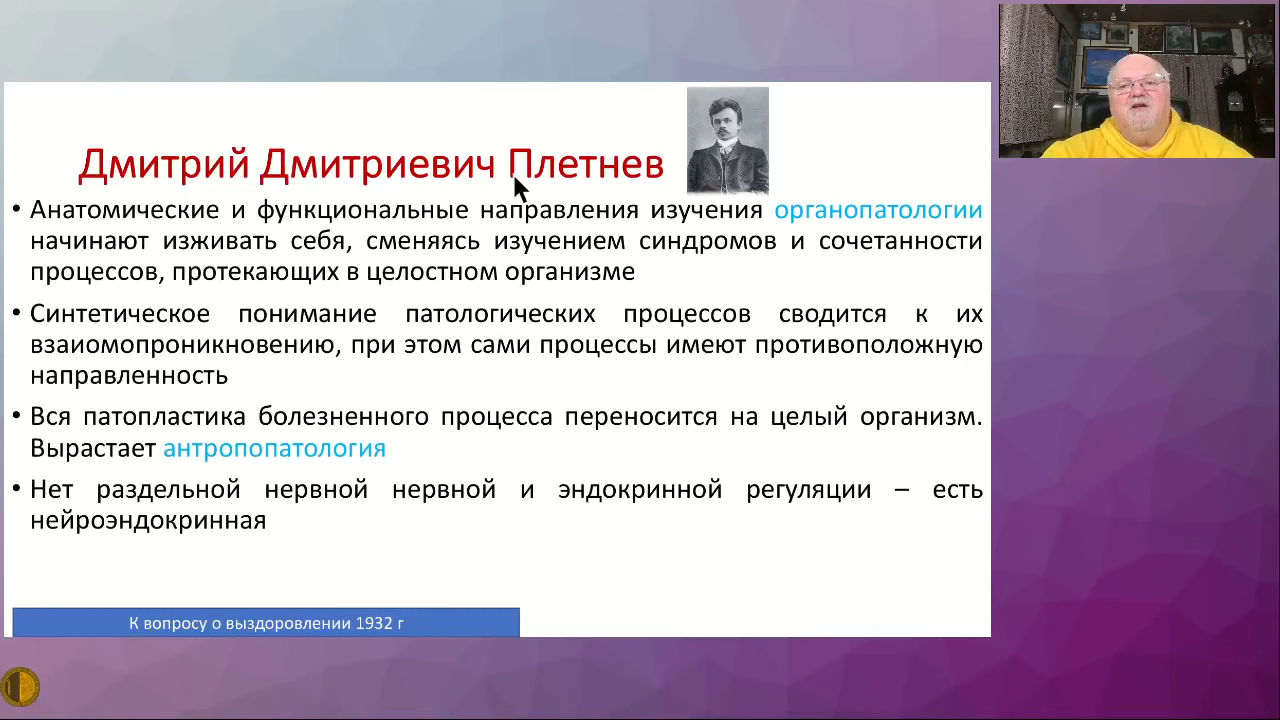 Дмитрий Дмитриевич Плетнев
• Анатомические и функциональные направления изучения органопатологии
начинают изживать себя, сменяясь изучением синдромов и сочетанности
процессов, протекающих в целостном организме
• Синтетическое понимание патологических процессов сводится к их
взаиомопроникновению, при этом сами процессы имеют противоположную
направленность
• Вся патопластика болезненного процесса переносится на целый организм.
Вырастает антропопатология
• Нет раздельной нервной нервной и эндокринной регуляции – есть
нейроэндокринная
К вопросу о выздоровлении 1932 г